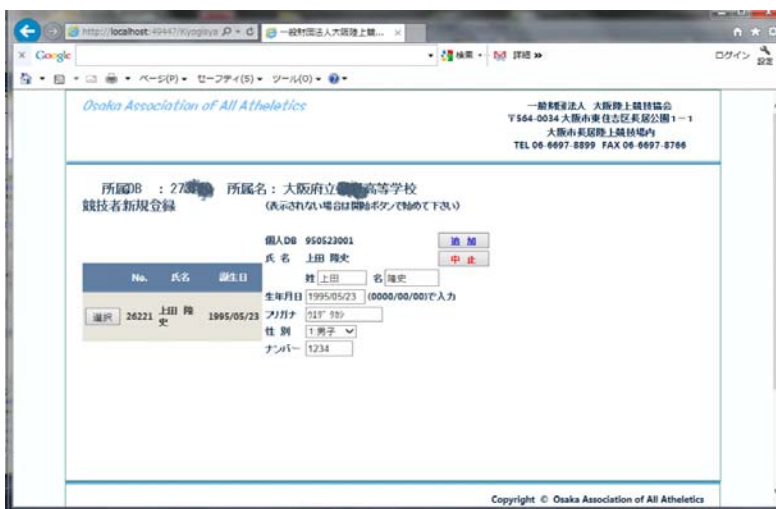 http://localhost:49447/Kyogisya
一般財団法人大阪陸上競...
Google
検索
詳細 »
ログイン
設定
ページ(P)
セーフティ(S)
ツール(O)
Osaka Association of All Atheletics
一般財団法人 大阪陸上競技協会
〒564-0034 大阪市東住吉区長居公園1-1
大阪市長居陸上競技場内
TEL 06-6697-8899 FAX 06-6697-8766
所属DB : 27 所属名 : 大阪府立 高等学校
競技者新規登録 (表示されない場合は開始ボタンで始めて下さい)
個人DB 950523001 追 加
氏 名 上田 隆史 中 止
姓 上田 名 隆史
生年月日 1995/05/23 (0000/00/00)で入力
フリガナ ｳｴﾀﾞ ﾀｶｼ
性 別 1 男子
ナンバー 1234
No. 氏名 誕生日
選択 26221 上田 隆史 1995/05/23
Copyright © Osaka Association of All Atheletics